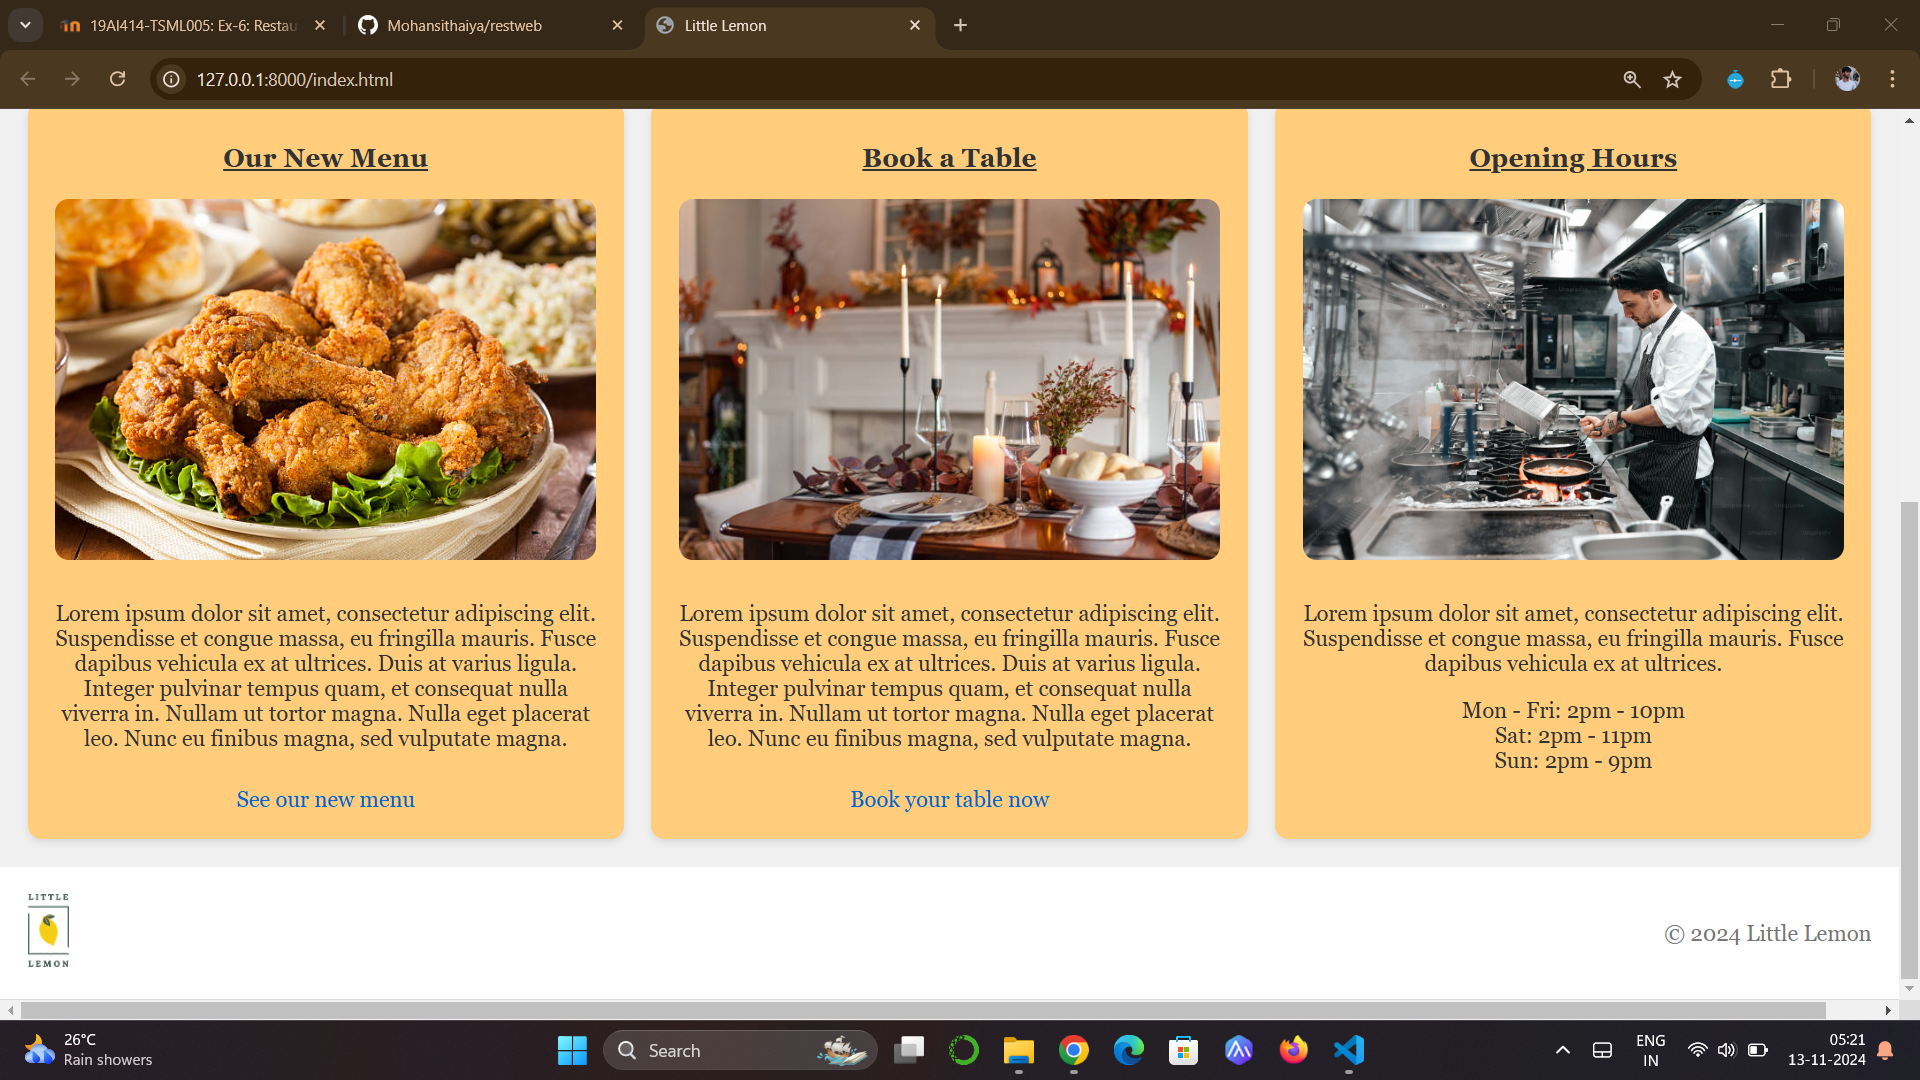 19AI414-TSML005: Ex-6: Restau
Mohansithaiya/restweb
Little Lemon
127.0.0.1:8000/index.html
Our New Menu
Lorem ipsum dolor sit amet, consectetur adipiscing elit.
Suspendisse et congue massa, eu fringilla mauris. Fusce
dapibus vehicula ex at ultrices. Duis at varius ligula.
Integer pulvinar tempus quam, et consequat nulla
viverra in. Nullam ut tortor magna. Nulla eget placerat
leo. Nunc eu finibus magna, sed vulputate magna.
See our new menu
Book a Table
Lorem ipsum dolor sit amet, consectetur adipiscing elit.
Suspendisse et congue massa, eu fringilla mauris. Fusce
dapibus vehicula ex at ultrices. Duis at varius ligula.
Integer pulvinar tempus quam, et consequat nulla
viverra in. Nullam ut tortor magna. Nulla eget placerat
leo. Nunc eu finibus magna, sed vulputate magna.
Book your table now
Opening Hours
Lorem ipsum dolor sit amet, consectetur adipiscing elit.
Suspendisse et congue massa, eu fringilla mauris. Fusce
dapibus vehicula ex at ultrices.
Mon - Fri: 2pm - 10pm
Sat: 2pm - 11pm
Sun: 2pm - 9pm
LITTLE
LEMON
© 2024 Little Lemon
26°C
Rain showers
Search
ENG
IN
05:21
13-11-2024